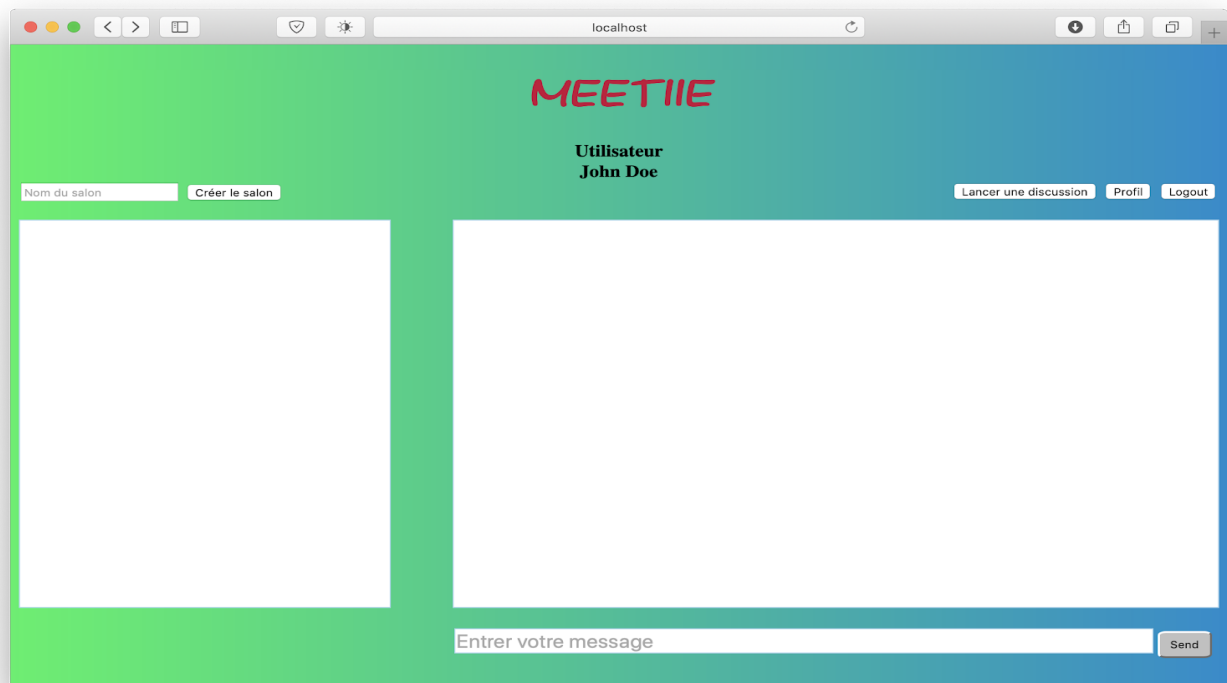 localhost
MEETIIE
Utilisateur
John Doe
Nom du salon
Créer le salon
Lancer une discussion
Profil
Logout
Entrer votre message
Send